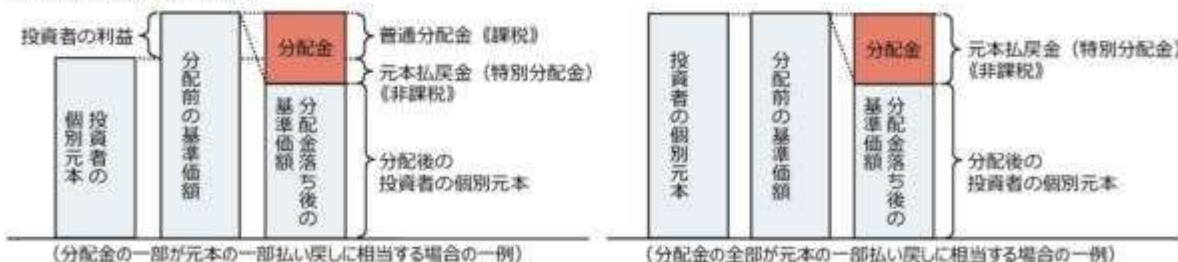 投資者の利益
投資者の
個別元本
分配前の基準価額
分配金
分配金落ち後の
基準価額
普通分配金《課税》
元本払戻金（特別分配金）
《非課税》
分配後の
投資者の個別元本
（分配金の一部が元本の一部払い戻しに相当する場合の一例）
投資者の個別元本
分配前の基準価額
分配金
分配金落ち後の
基準価額
元本払戻金（特別分配金）
《非課税》
分配後の
投資者の個別元本
（分配金の全部が元本の一部払い戻しに相当する場合の一例）